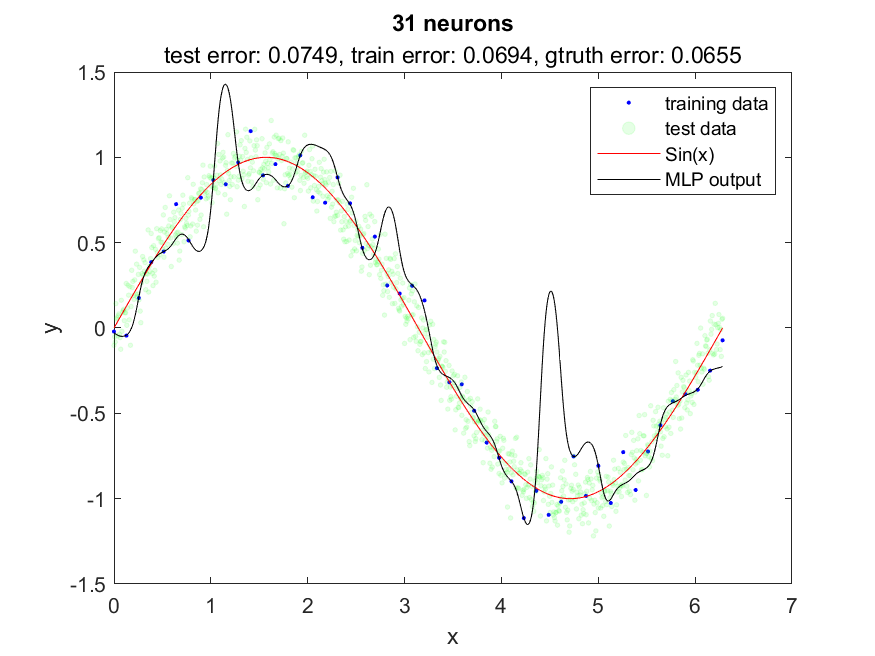 31 neurons
test error: 0.0749, train error: 0.0694, gtruth error: 0.0655
training data
test data
Sin(x)
MLP output
1.5
1
0.5
0
-0.5
-1
-1.5
y
0 1 2 3 4 5 6 7
x